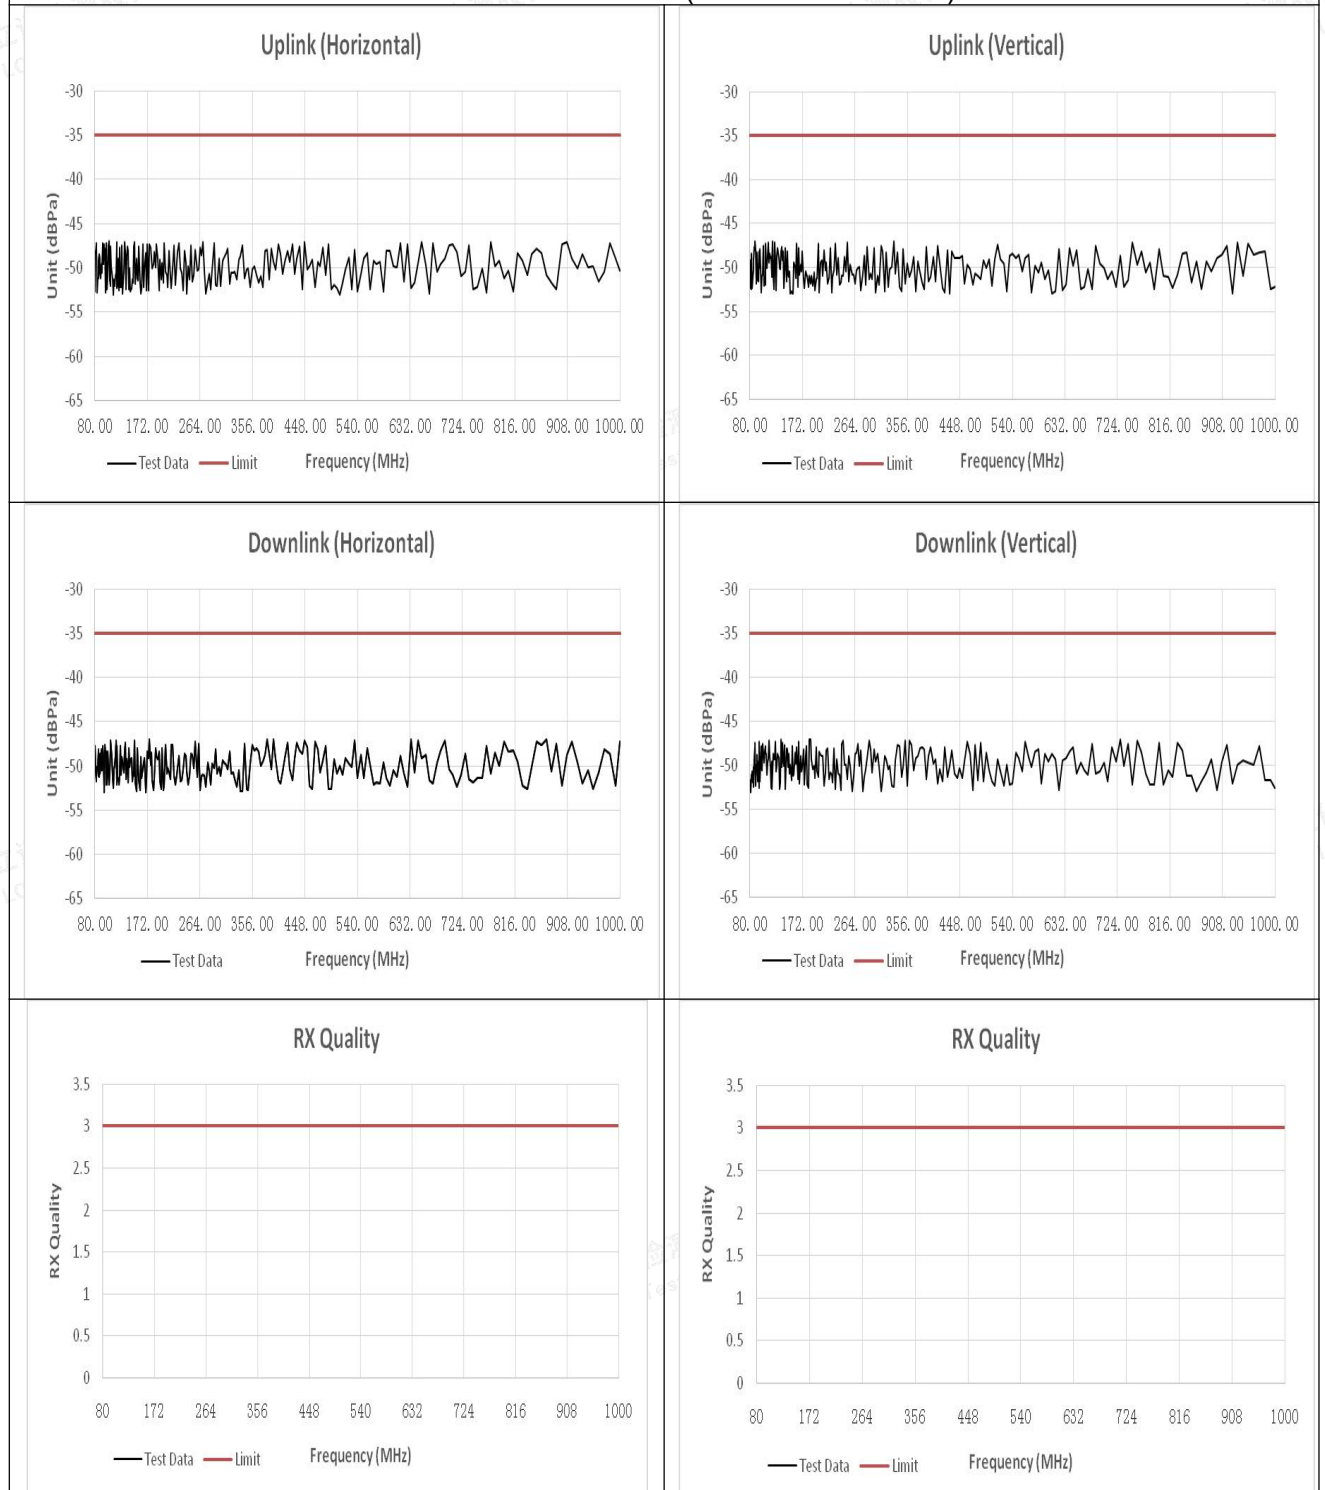 Uplink (Horizontal)
-30
-35
-40
-45
-50
-55
-60
-65
Unit (dBPa)
80.00 172.00 264.00 356.00 448.00 540.00 632.00 724.00 816.00 908.00 1000.00
Test Data Limit Frequency (MHz)
Uplink (Vertical)
-30
-35
-40
-45
-50
-55
-60
-65
Unit (dBPa)
80.00 172.00 264.00 356.00 448.00 540.00 632.00 724.00 816.00 908.00 1000.00
Test Data Limit Frequency (MHz)
Downlink (Horizontal)
-30
-35
-40
-45
-50
-55
-60
-65
Unit (dBPa)
80.00 172.00 264.00 356.00 448.00 540.00 632.00 724.00 816.00 908.00 1000.00
Test Data Frequency (MHz)
Downlink (Vertical)
-30
-35
-40
-45
-50
-55
-60
-65
Unit (dBPa)
80.00 172.00 264.00 356.00 448.00 540.00 632.00 724.00 816.00 908.00 1000.00
Test Data Limit Frequency (MHz)
RX Quality
3.5
3
2.5
2
1.5
1
0.5
0
RX Quality
80 172 264 356 448 540 632 724 816 908 1000
Test Data Limit Frequency (MHz)
RX Quality
3.5
3
2.5
2
1.5
1
0.5
0
RX Quality
80 172 264 356 448 540 632 724 816 908 1000
Test Data Limit Frequency (MHz)